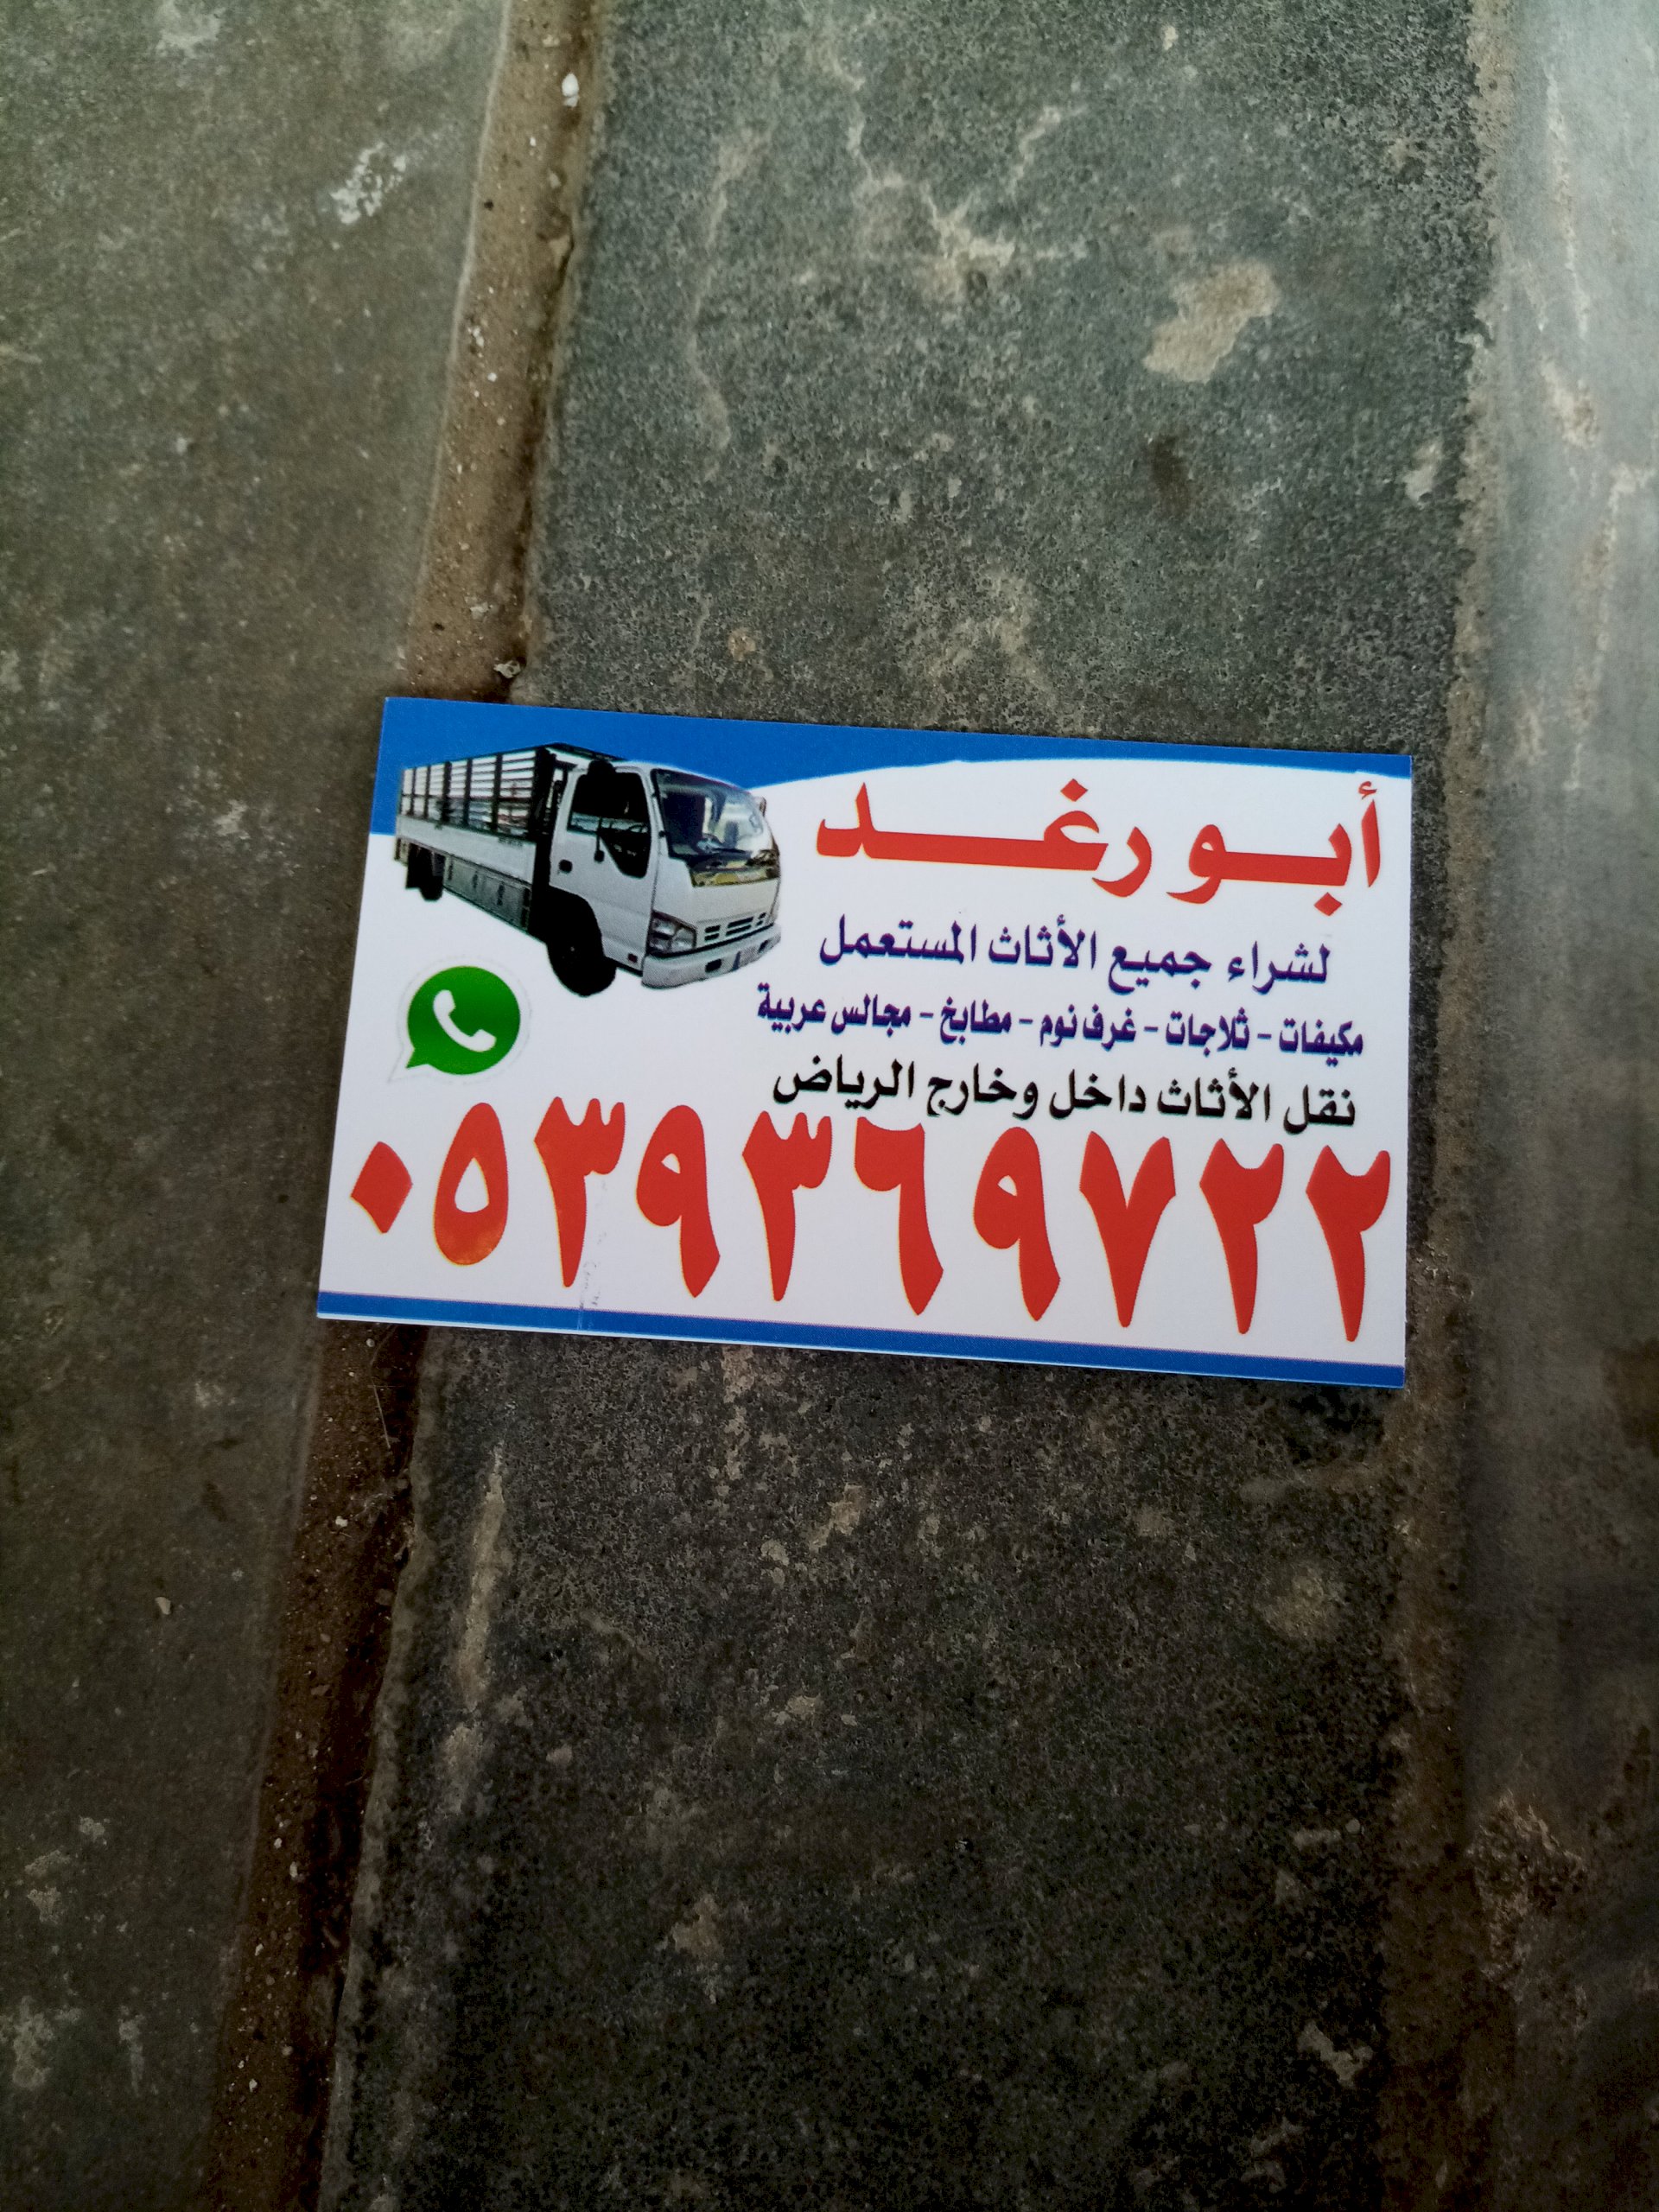 أبو رغد
لشراء جميع الأثاث المستعمل
مكيفات - ثلاجات - غرف نوم - مطابخ - مجالس عربية
نقل الأثاث داخل وخارج الرياض
٠٥٣٩٣٦٩٧٢٢